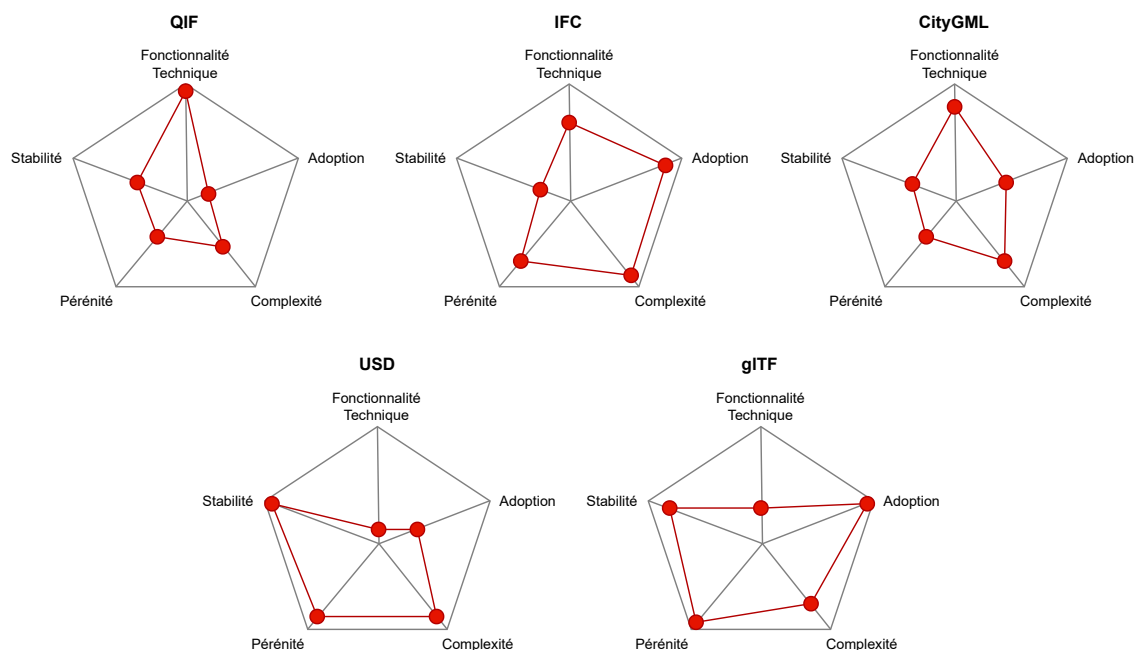 QIF
Fonctionnalité
Technique
Stabilité
Adoption
Pérénité
Complexité
IFC
Fonctionnalité
Technique
Stabilité
Adoption
Pérénité
Complexité
CityGML
Fonctionnalité
Technique
Stabilité
Adoption
Pérénité
Complexité
USD
Fonctionnalité
Technique
Stabilité
Adoption
Pérénité
Complexité
glTF
Fonctionnalité
Technique
Stabilité
Adoption
Pérénité
Complexité